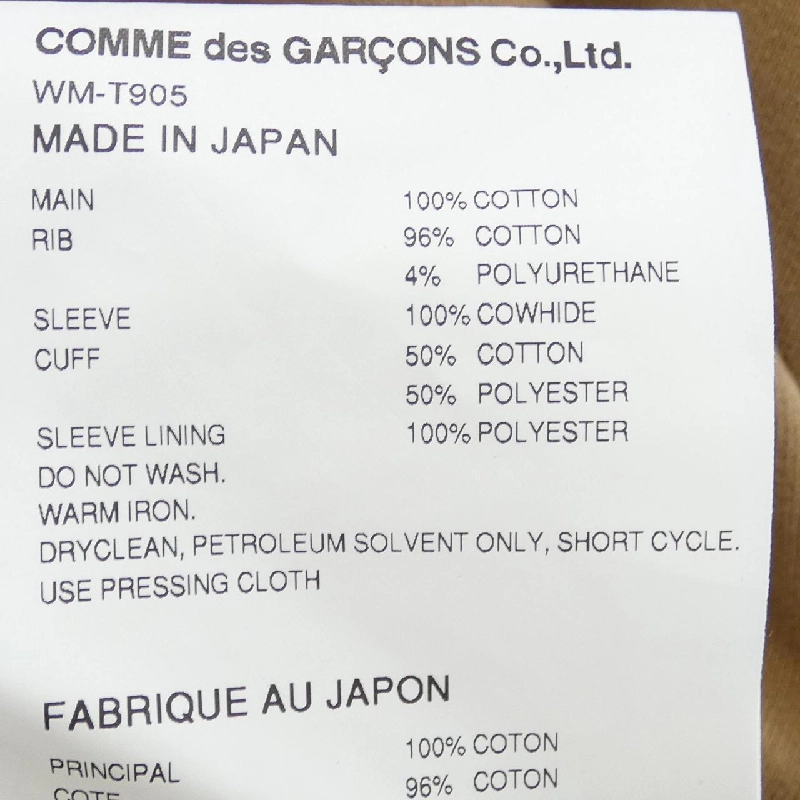 COMME des GARÇONS Co.,Ltd.
WM-T905
MADE IN JAPAN
MAIN 100% COTTON
RIB 96% COTTON
4% POLYURETHANE
SLEEVE 100% COWHIDE
CUFF 50% COTTON
50% POLYESTER
SLEEVE LINING 100% POLYESTER
DO NOT WASH.
WARM IRON.
DRYCLEAN, PETROLEUM SOLVENT ONLY, SHORT CYCLE.
USE PRESSING CLOTH
FABRIQUE AU JAPON
PRINCIPAL 100% COTON
COTE 96% COTON